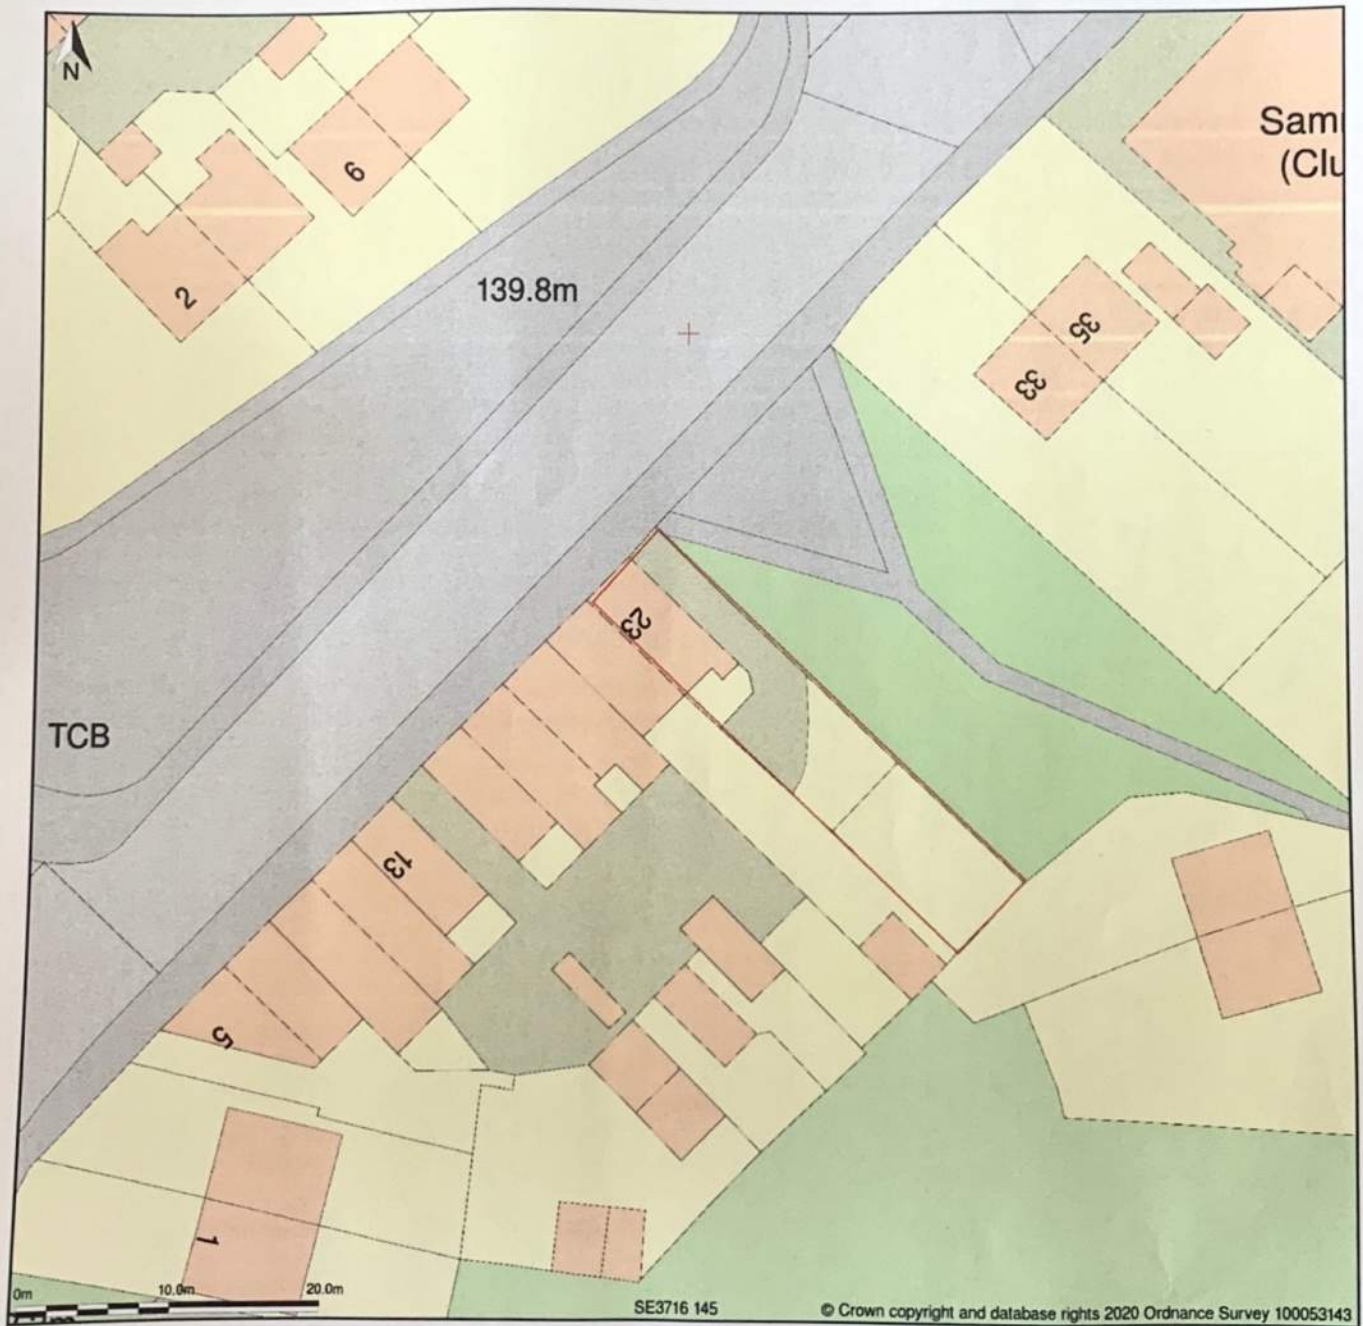 N
Sam
(Clu
6
2
139.8m
35
33
23
TCB
13
5
1
0m 10.0m 20.0m
SE3716 145
© Crown copyright and database rights 2020 Ordnance Survey 100053143